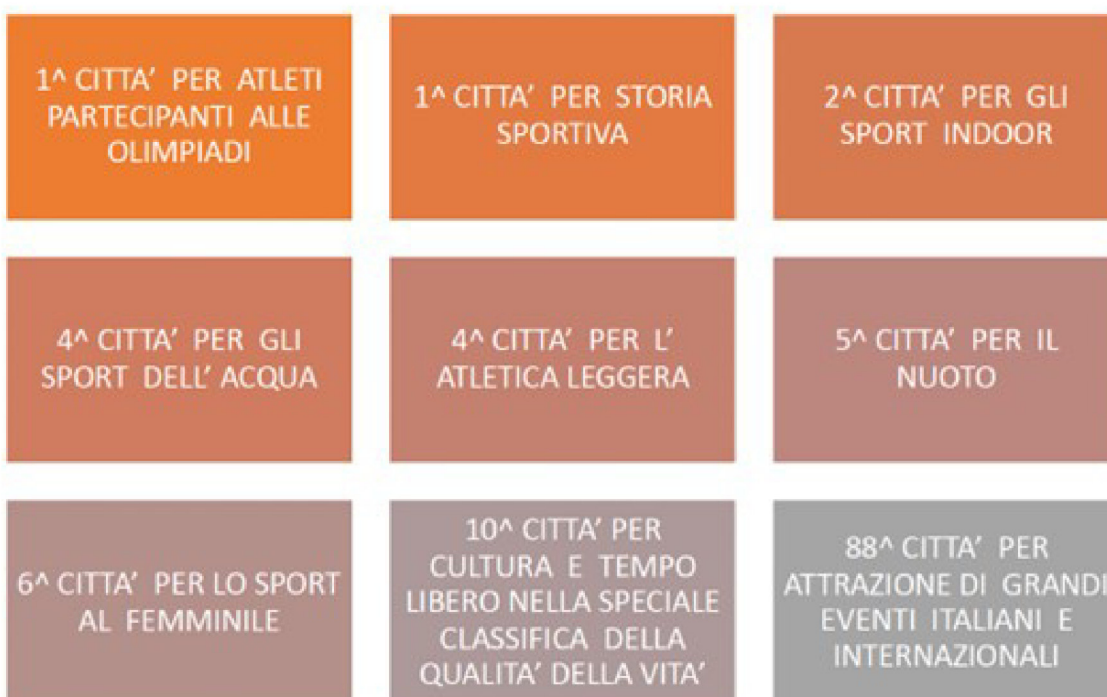 1^ CITTA’ PER ATLETI
PARTECIPANTI ALLE
OLIMPIADI
1^ CITTA’ PER STORIA
SPORTIVA
2^ CITTA’ PER GLI
SPORT INDOOR
4^ CITTA’ PER GLI
SPORT DELL’ ACQUA
4^ CITTA’ PER L’
ATLETICA LEGGERA
5^ CITTA’ PER IL
NUOTO
6^ CITTA’ PER LO SPORT
AL FEMMINILE
10^ CITTA’ PER
CULTURA E TEMPO
LIBERO NELLA SPECIALE
CLASSIFICA DELLA
QUALITA’ DELLA VITA’
88^ CITTA’ PER
ATTRAZIONE DI GRANDI
EVENTI ITALIANI E
INTERNAZIONALI